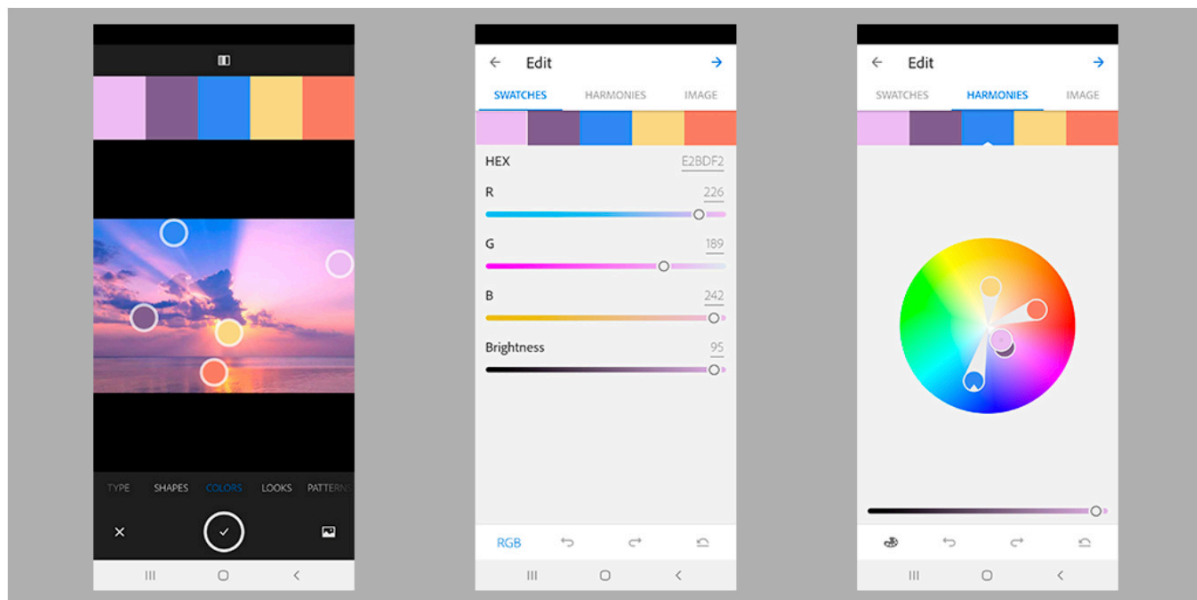 TYPE SHAPES COLORS LOOKS PATTERNS
Edit
SWATCHES HARMONIES IMAGE
HEX E2BDF2
R 226
G 189
B 242
Brightness 95
RGB
Edit
SWATCHES HARMONIES IMAGE